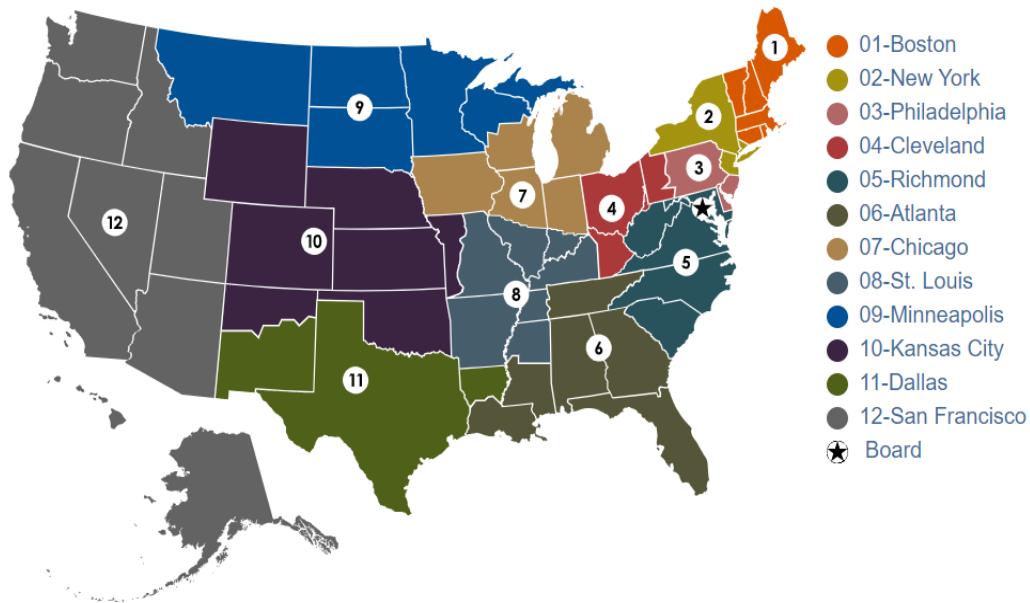 1
2
3
4
5
6
7
8
9
10
11
12
01-Boston
02-New York
03-Philadelphia
04-Cleveland
05-Richmond
06-Atlanta
07-Chicago
08-St. Louis
09-Minneapolis
10-Kansas City
11-Dallas
12-San Francisco
Board